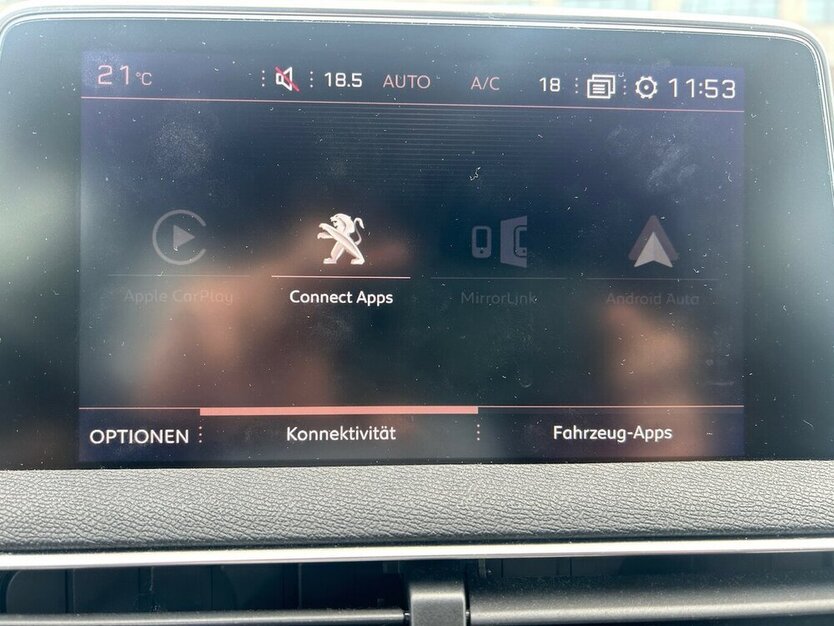 21°C 18.5 AUTO A/C 18 11:53
Apple CarPlay Connect Apps MirrorLink Android Auto
OPTIONEN Konnektivität Fahrzeug-Apps